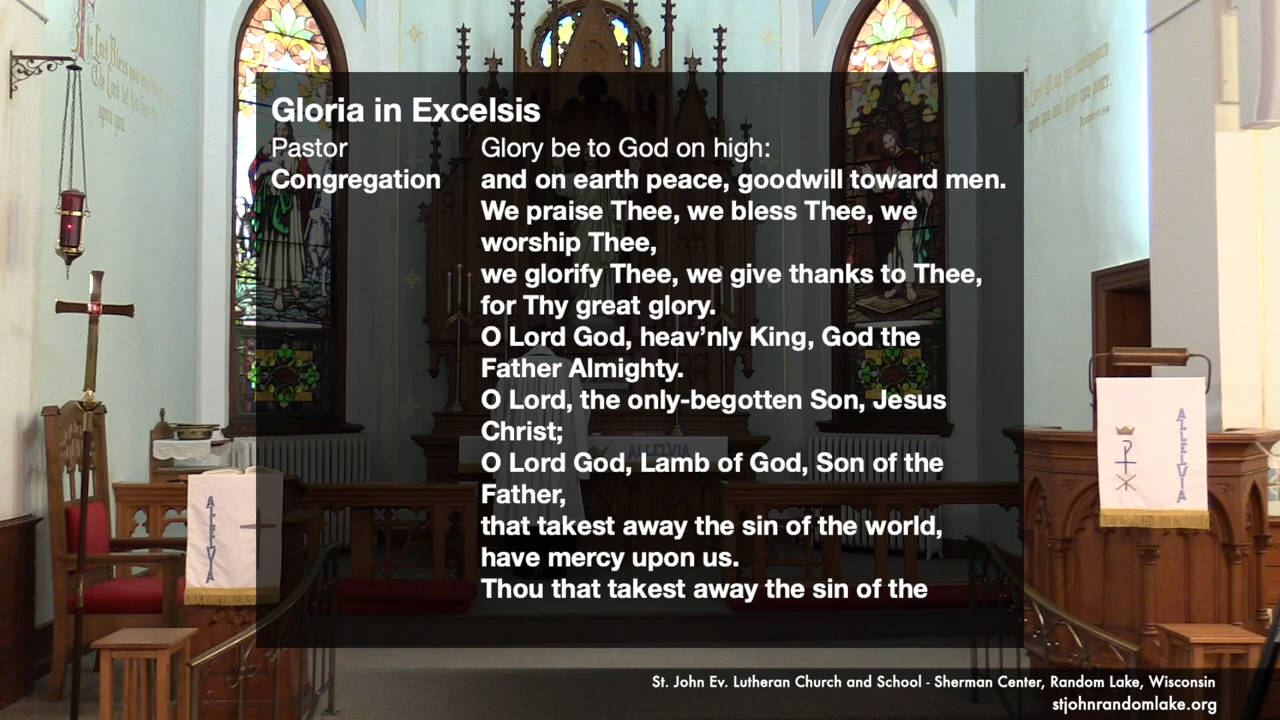 Gloria in Excelsis
Pastor Glory be to God on high:
Congregation and on earth peace, goodwill toward men.
We praise Thee, we bless Thee, we
worship Thee,
we glorify Thee, we give thanks to Thee,
for Thy great glory.
O Lord God, heav’nly King, God the
Father Almighty.
O Lord, the only-begotten Son, Jesus
Christ;
O Lord God, Lamb of God, Son of the
Father,
that takest away the sin of the world,
have mercy upon us.
Thou that takest away the sin of the
ALLELVIA
ALLELVIA
ALLELVIA
St. John Ev. Lutheran Church and School - Sherman Center, Random Lake, Wisconsin
stjohnrandomlake.org